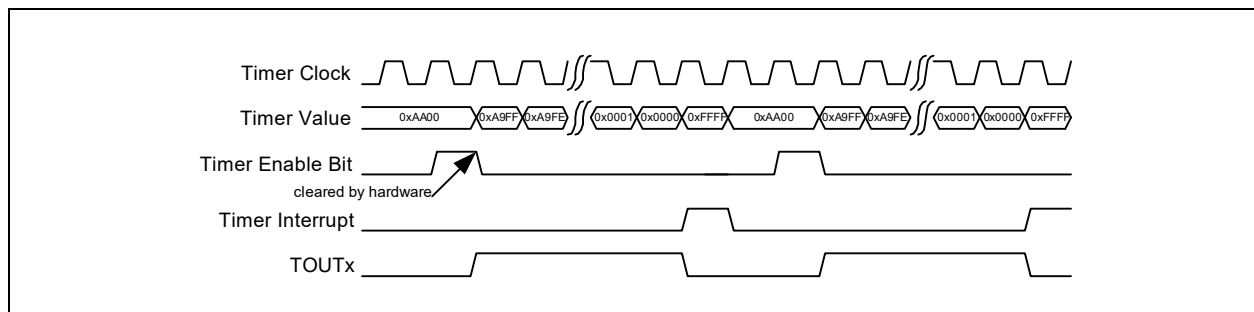 Timer Clock
Timer Value 0xAA00 0xA9FF 0xA9FE 0x0001 0x0000 0xFFFF 0xAA00 0xA9FF 0xA9FE 0x0001 0x0000 0xFFFF
Timer Enable Bit
cleared by hardware
Timer Interrupt
TOUTx